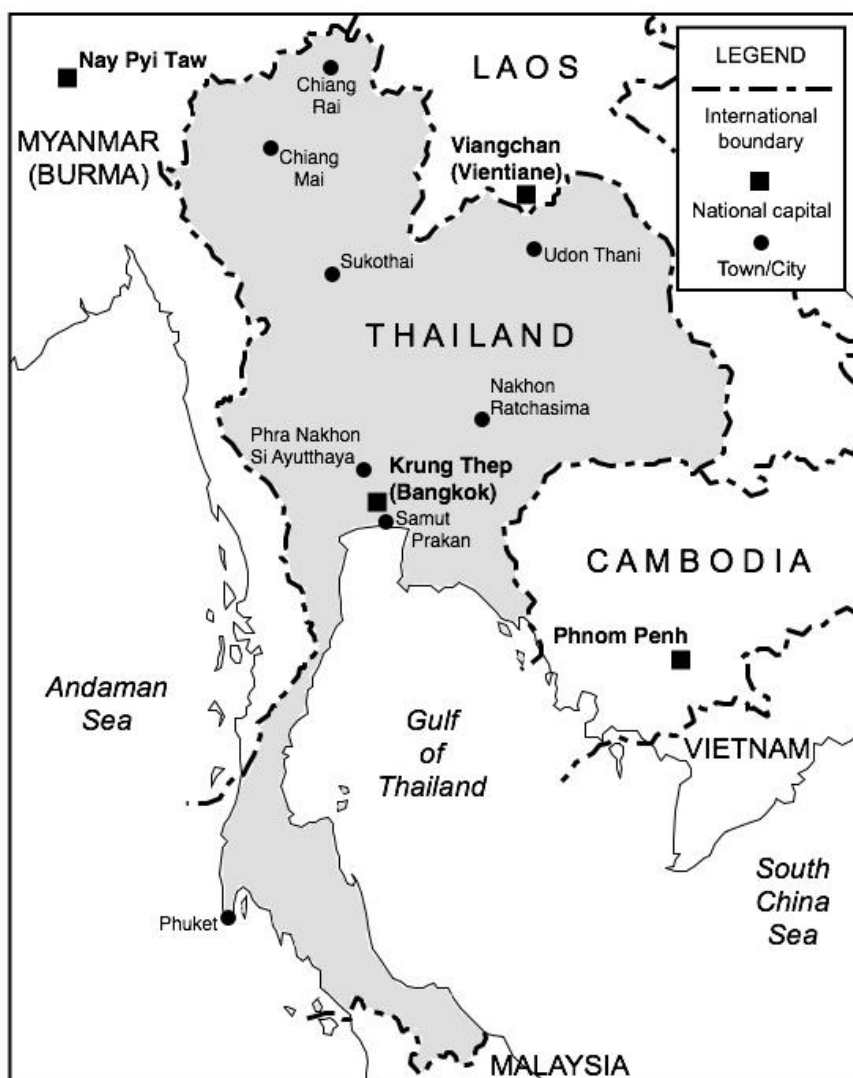 Nay Pyi Taw
MYANMAR
(BURMA)
Chiang
Rai
Chiang
Mai
LAOS
Viangchan
(Vientiane)
LEGEND
International
boundary
National capital
Town/City
Sukothai
Udon Thani
THAILAND
Nakhon
Ratchasima
Phra Nakhon
Si Ayutthaya
Krung Thep
(Bangkok)
Samut
Prakan
CAMBODIA
Phnom Penh
Andaman
Sea
Gulf
of
Thailand
VIETNAM
South
China
Sea
Phuket
MALAYSIA